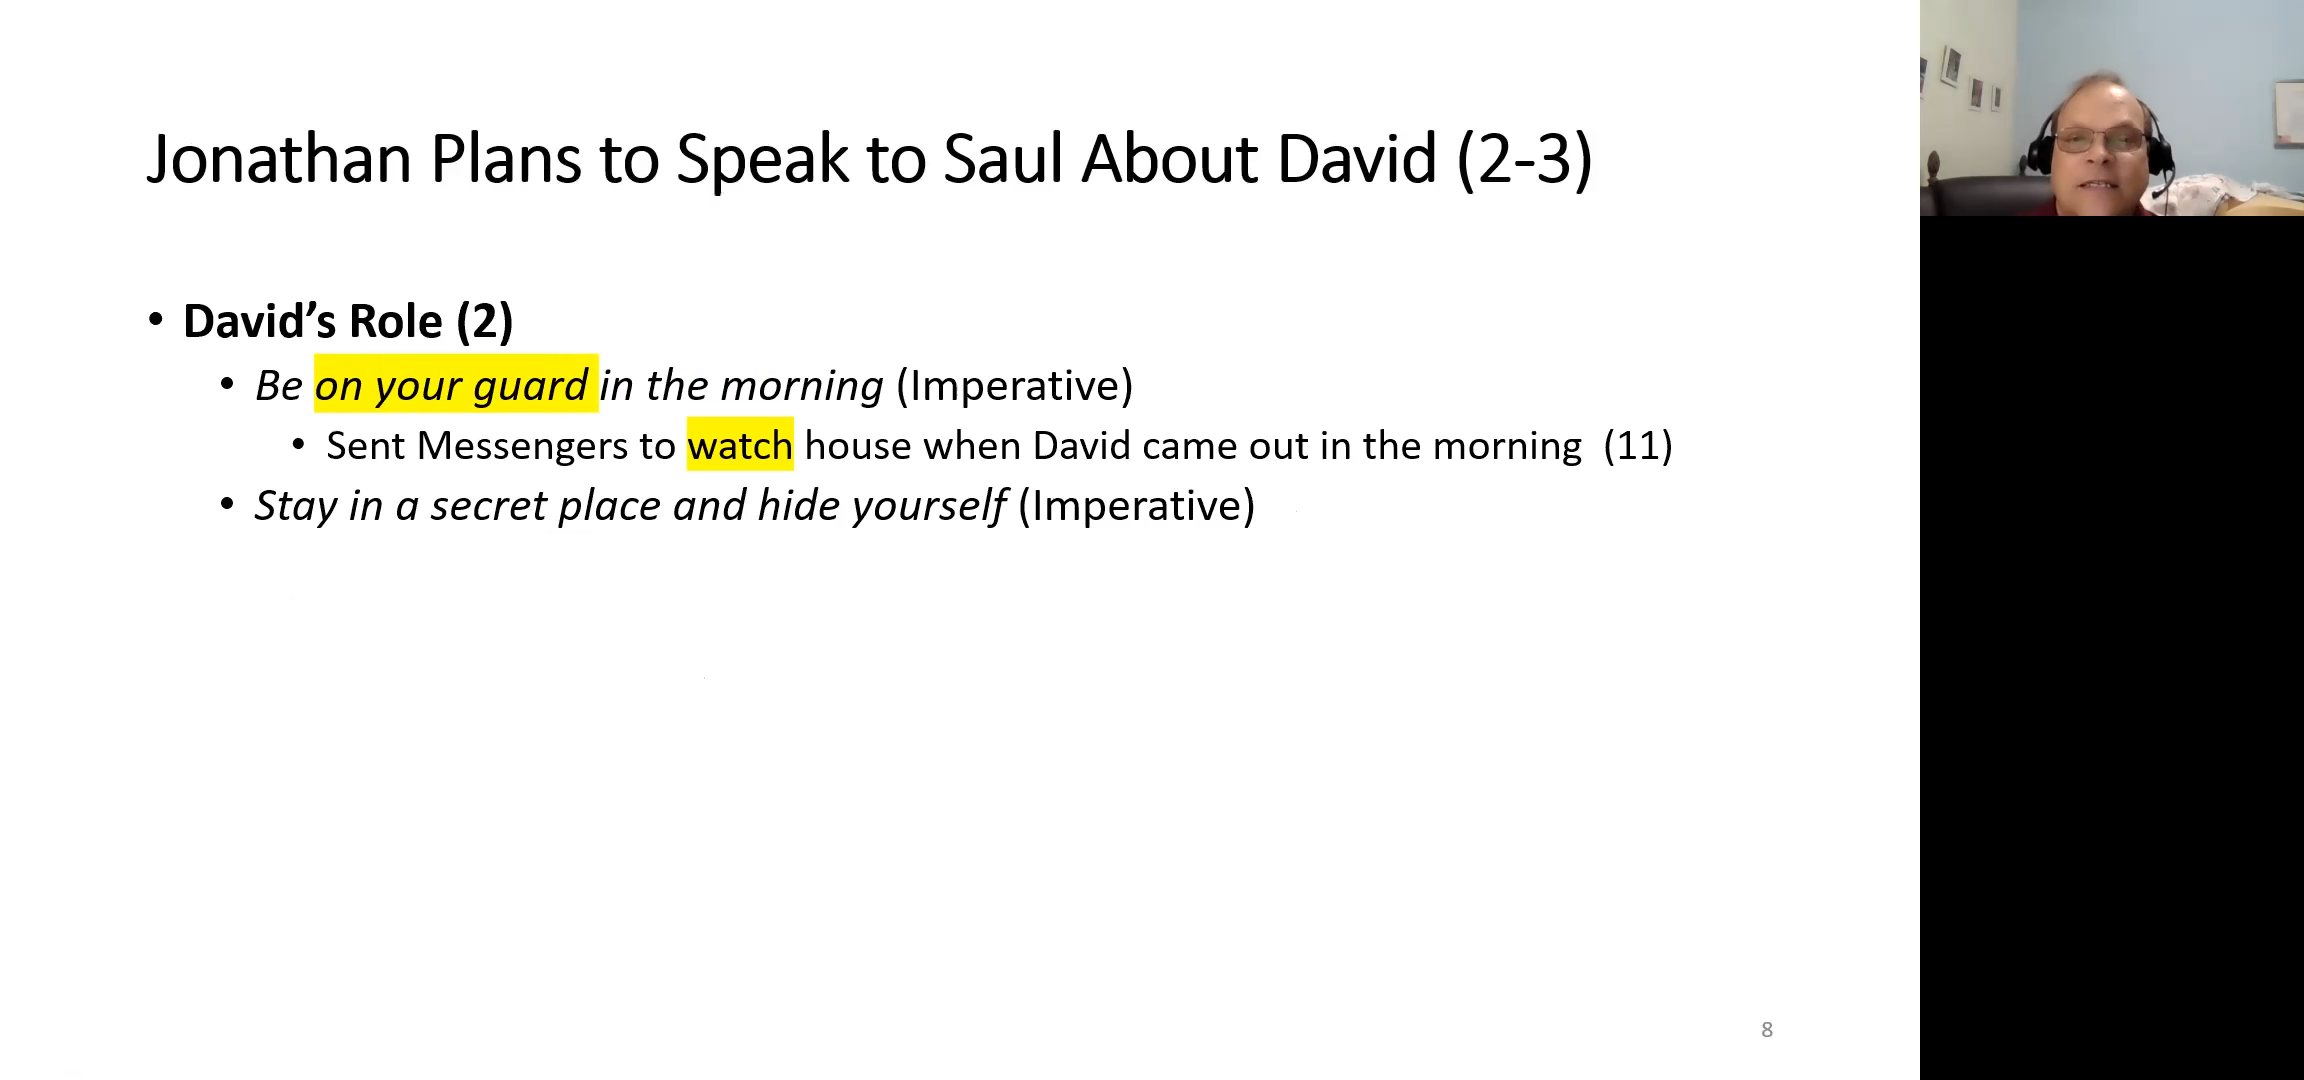 Jonathan Plans to Speak to Saul About David (2-3)
• David’s Role (2)
• Be on your guard in the morning (Imperative)
• Sent Messengers to watch house when David came out in the morning (11)
• Stay in a secret place and hide yourself (Imperative)
8